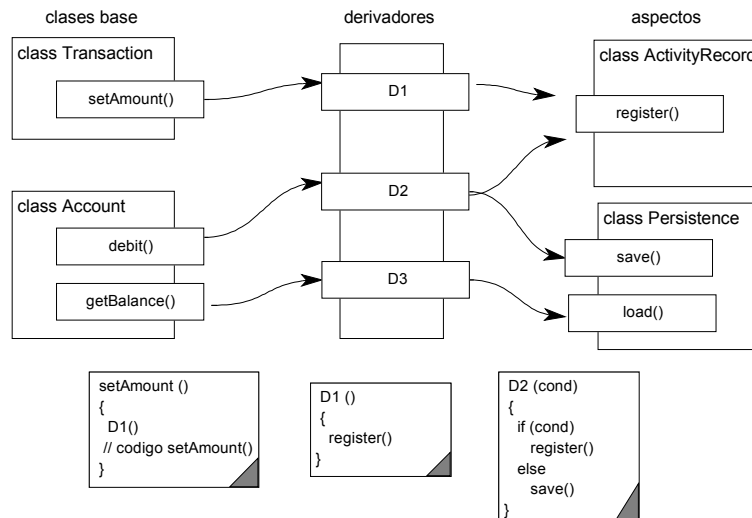 clases base
derivadores
aspectos
class Transaction
setAmount()
D1
class ActivityRecord
register()
class Account
debit()
getBalance()
D2
D3
class Persistence
save()
load()
setAmount ()
{
D1()
// codigo setAmount()
}
D1 ()
{
register()
}
D2 (cond)
{
if (cond)
register()
else
save()
}